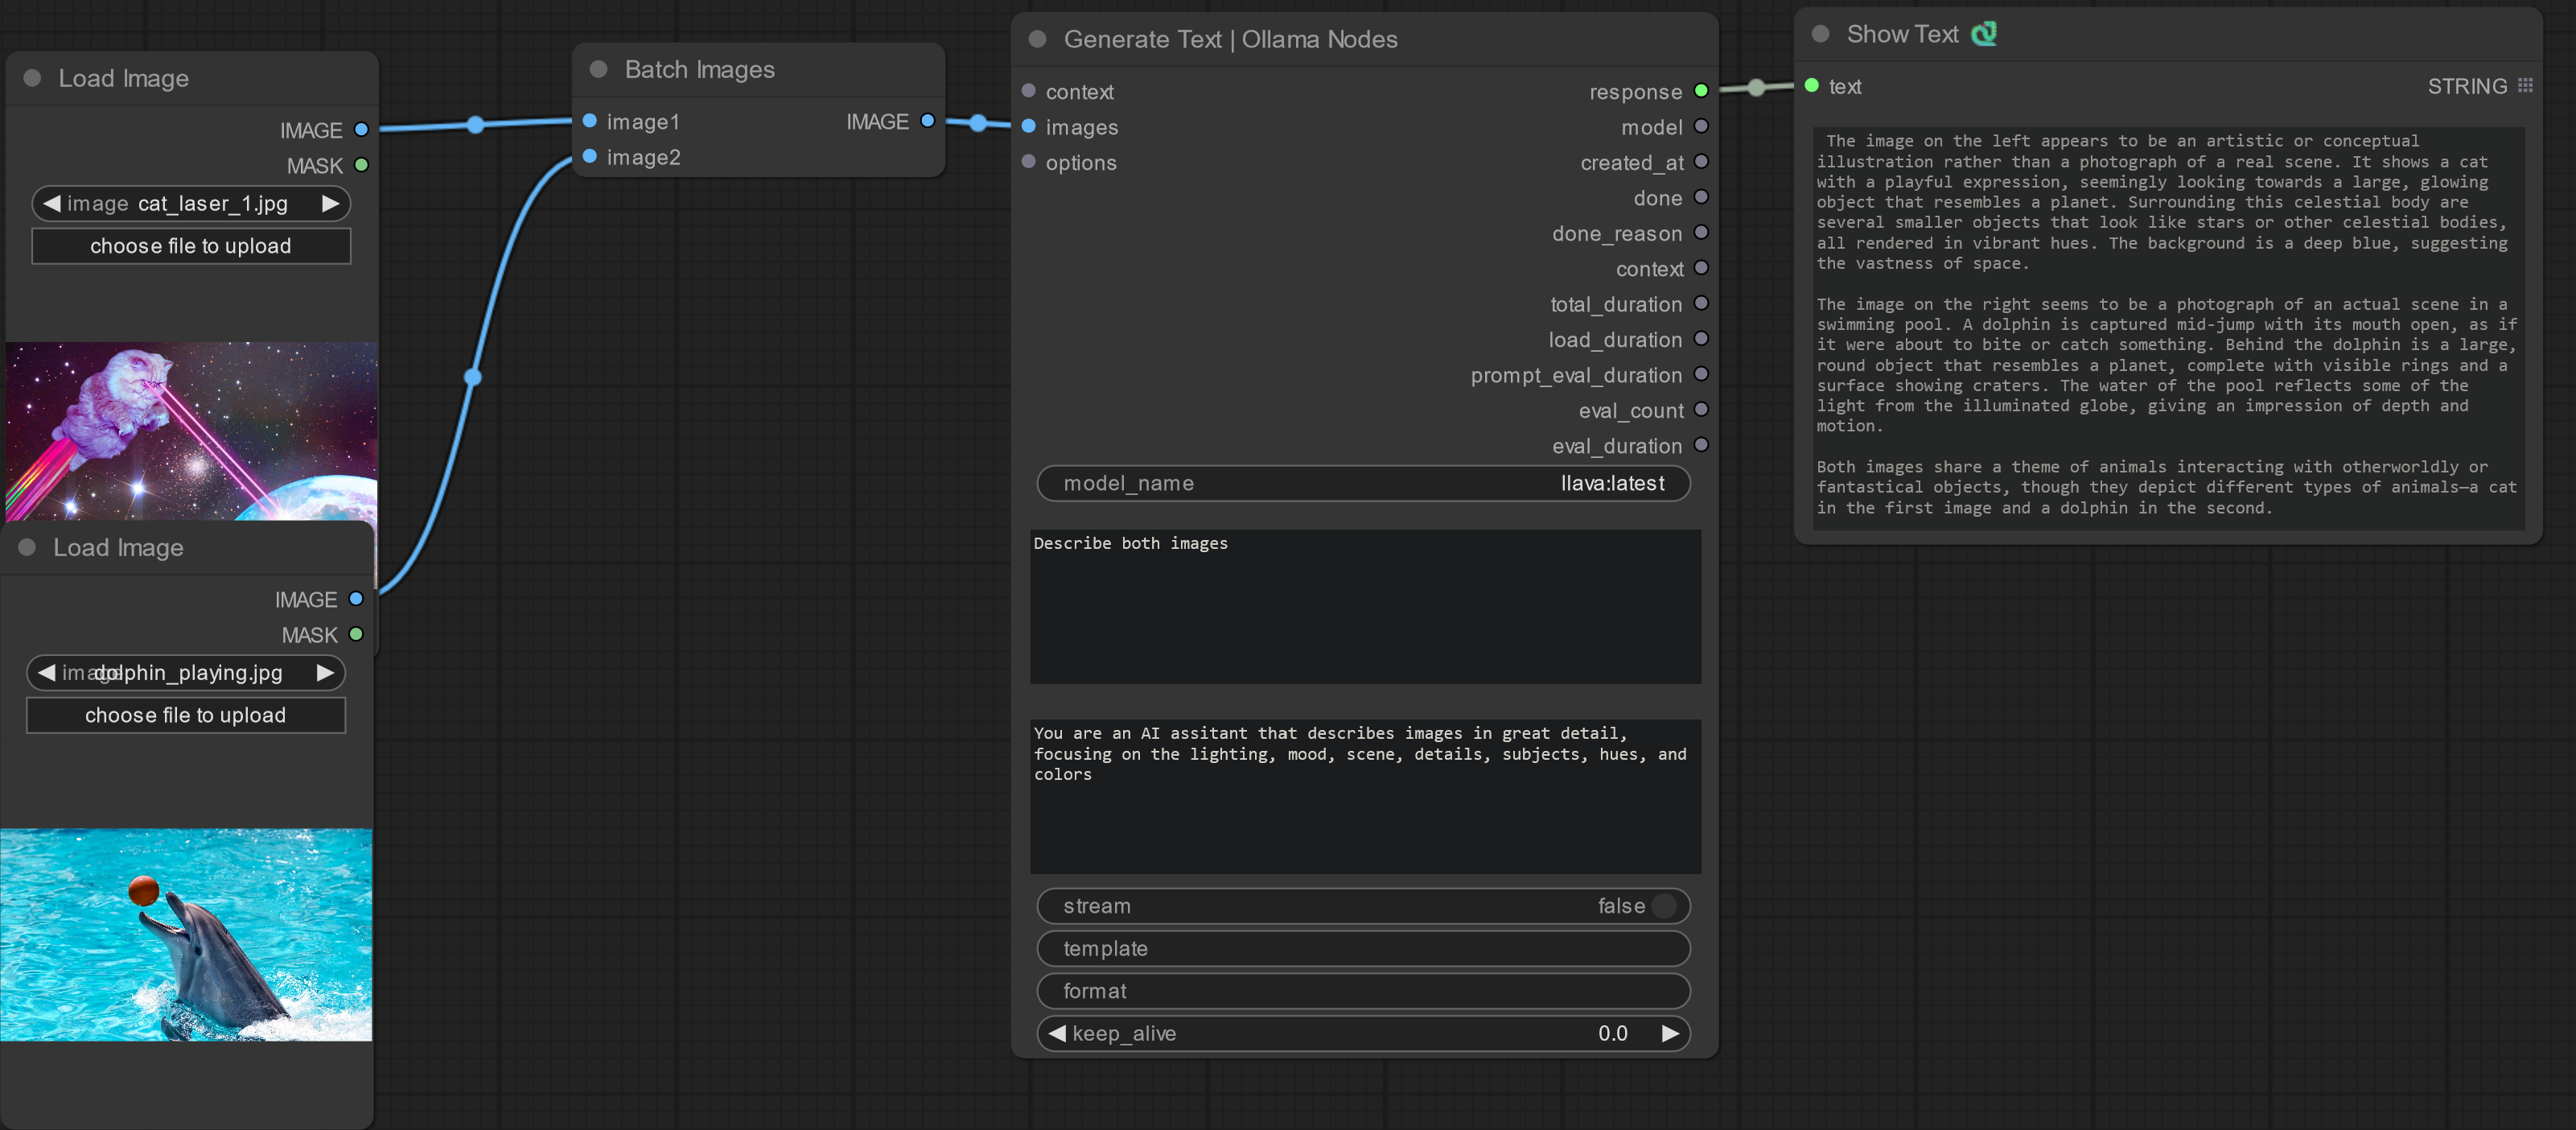 Load Image
IMAGE
MASK
image cat_laser_1.jpg
choose file to upload
Load Image
IMAGE
MASK
image dolphin_playing.jpg
choose file to upload
Batch Images
image1 IMAGE
image2
Generate Text | Ollama Nodes
context response
images model
options created_at
done
done_reason
context
total_duration
load_duration
prompt_eval_duration
eval_count
eval_duration
model_name llava:latest
Describe both images
You are an AI assitant that describes images in great detail,
focusing on the lighting, mood, scene, details, subjects, hues, and
colors
stream false
template
format
keep_alive 0.0
Show Text
text STRING
The image on the left appears to be an artistic or conceptual
illustration rather than a photograph of a real scene. It shows a cat
with a playful expression, seemingly looking towards a large, glowing
object that resembles a planet. Surrounding this celestial body are
several smaller objects that look like stars or other celestial bodies,
all rendered in vibrant hues. The background is a deep blue, suggesting
the vastness of space.
The image on the right seems to be a photograph of an actual scene in a
swimming pool. A dolphin is captured mid-jump with its mouth open, as if
it were about to bite or catch something. Behind the dolphin is a large,
round object that resembles a planet, complete with visible rings and a
surface showing craters. The water of the pool reflects some of the
light from the illuminated globe, giving an impression of depth and
motion.
Both images share a theme of animals interacting with otherworldly or
fantastical objects, though they depict different types of animals—a cat
in the first image and a dolphin in the second.